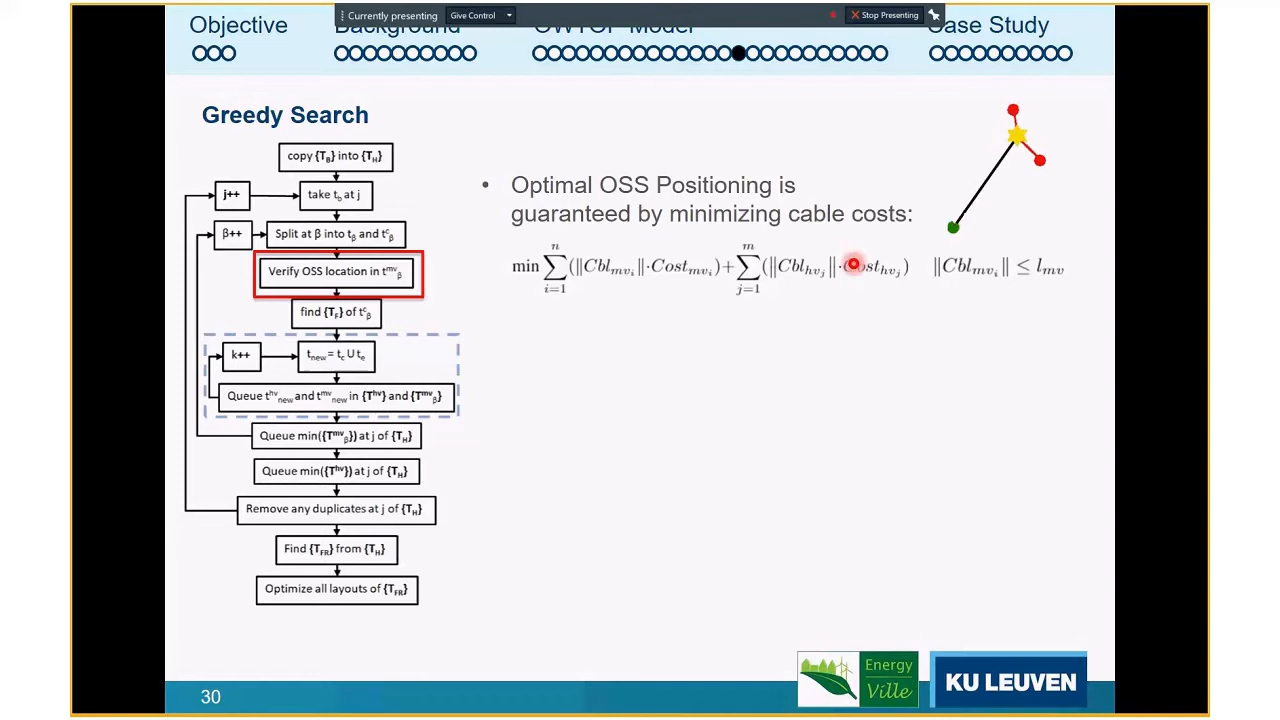 Currently presenting
Give Control
Stop Presenting
Objective
Background
OWTOP Model
Case Study
Greedy Search
copy {T_B} into {T_H}
j++
take t_b at j
β++
Split at β into t_β and t^c_β
Verify OSS location in t^mv_β
find {T_F} of t^c_β
k++
t_new = t_c U t_e
Queue t^hv_new and t^mv_new in {T^hv} and {T^mv_β}
Queue min({T^mv_β}) at j of {T_H}
Queue min({T^hv}) at j of {T_H}
Remove any duplicates at j of {T_H}
Find {T_FR} from {T_H}
Optimize all layouts of {T_FR}
• Optimal OSS Positioning is
guaranteed by minimizing cable costs:
min ∑_{i=1}^{n} (‖Cbl_{mv_i}‖·Cost_{mv_i}) + ∑_{j=1}^{m} (‖Cbl_{hv_j}‖·Cost_{hv_j}) ‖Cbl_{mv_i}‖ ≤ l_{mv}
30
Energy
Ville
KU LEUVEN